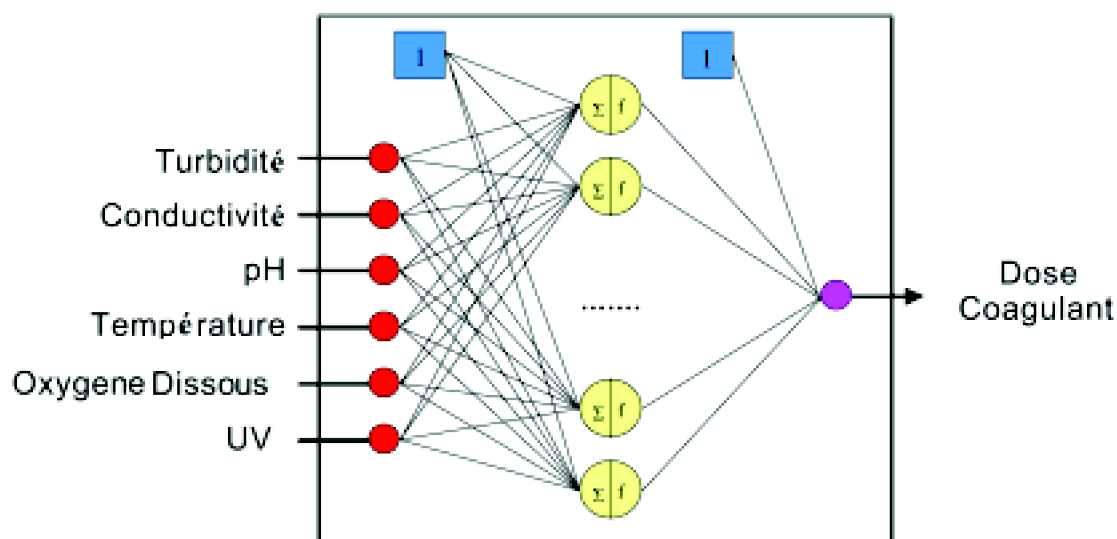 1
1
Σ f
Turbidité
Σ f
Conductivité
pH
Dose
Coagulant
.......
Température
Oxygene Dissous
Σ f
UV
Σ f